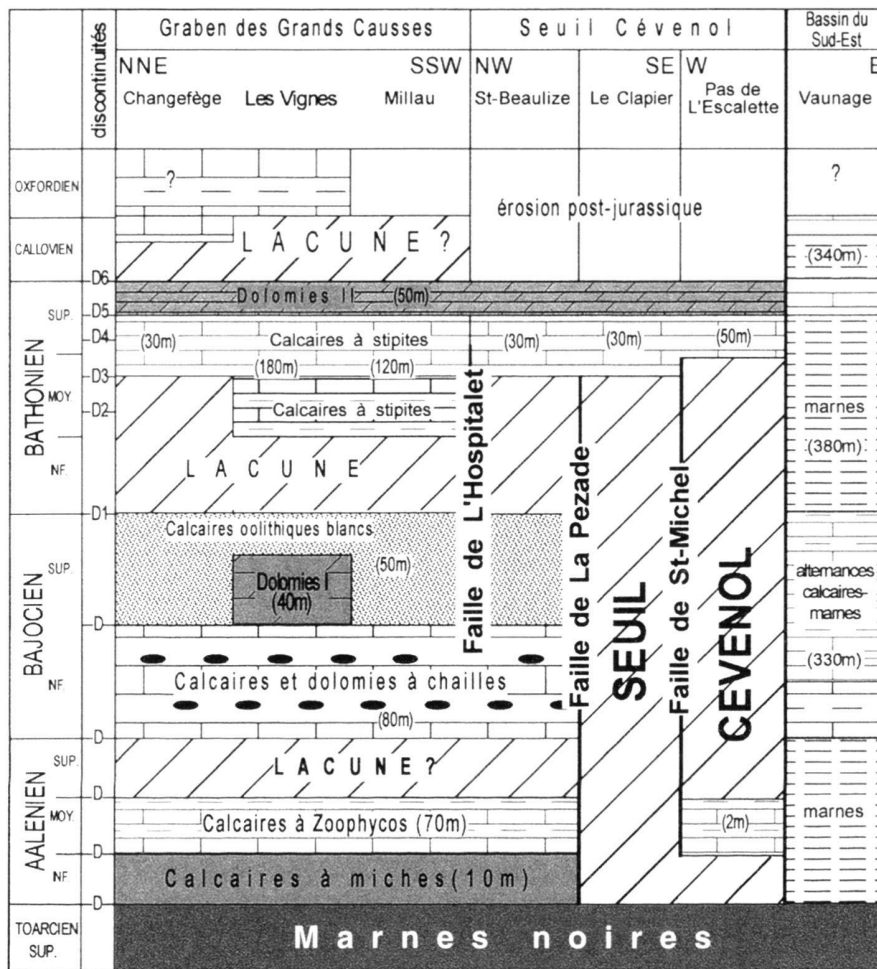 discontinuités
Graben des Grands Causses
Seuil Cévenol
Bassin du
Sud-Est
NNE
SSW
NW
SE
W
E
Changefège
Les Vignes
Millau
St-Beaulize
Le Clapier
Pas de
L'Escalette
Vaunage
OXFORDIEN
?
érosion post-jurassique
?
CALLOVIEN
LACUNE ?
(340m)
D6
Dolomies II (50m)
D5
BATHONIEN
SUP.
D4
(30m)
Calcaires à stipites
(30m)
(30m)
(50m)
(180m)
(120m)
D3
MOY.
D2
Calcaires à stipites
marnes
(380m)
INF.
LACUNE
D1
Faille de L'Hospitalet
Faille de La Pezade
Faille de St-Michel
SEUIL
CEVENOL
BAJOCIEN
SUP.
Calcaires oolithiques blancs
(50m)
Dolomies I
(40m)
alternances
calcaires-
marnes
(330m)
D
INF.
Calcaires et dolomies à chailles
(80m)
D
AALENIEN
SUP.
LACUNE ?
D
MOY.
Calcaires à Zoophycos (70m)
(2m)
marnes
D
INF.
Calcaires à miches (10m)
D
TOARCIEN
SUP.
Marnes noires